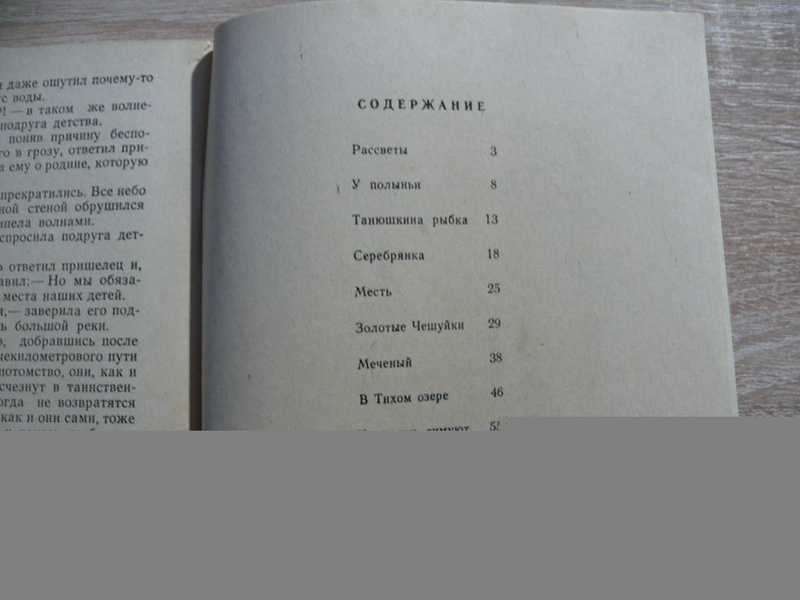 даже ощутил почему-то
с воды.
— в таком же волне-
подруга детства.
поняв причину беспо-
в грозу, ответил при-
ему о родине, которую
прекратились. Все небо
ной стеной обрушился
волнами.
спросила подруга дет-
ответил пришелец и,
авил:— Но мы обяза-
места наших детей.
и,— заверила его под-
большой реки.
добравшись после
чекилометрового пути
потомство, они, как и
счезнут в таинствен-
огда не возвратятся
как и они сами, тоже
СОДЕРЖАНИЕ
Рассветы 3
У полыньи 8
Танюшкина рыбка 13
Серебрянка 18
Месть 25
Золотые Чешуйки 29
Меченый 38
В Тихом озере 46
зимуют